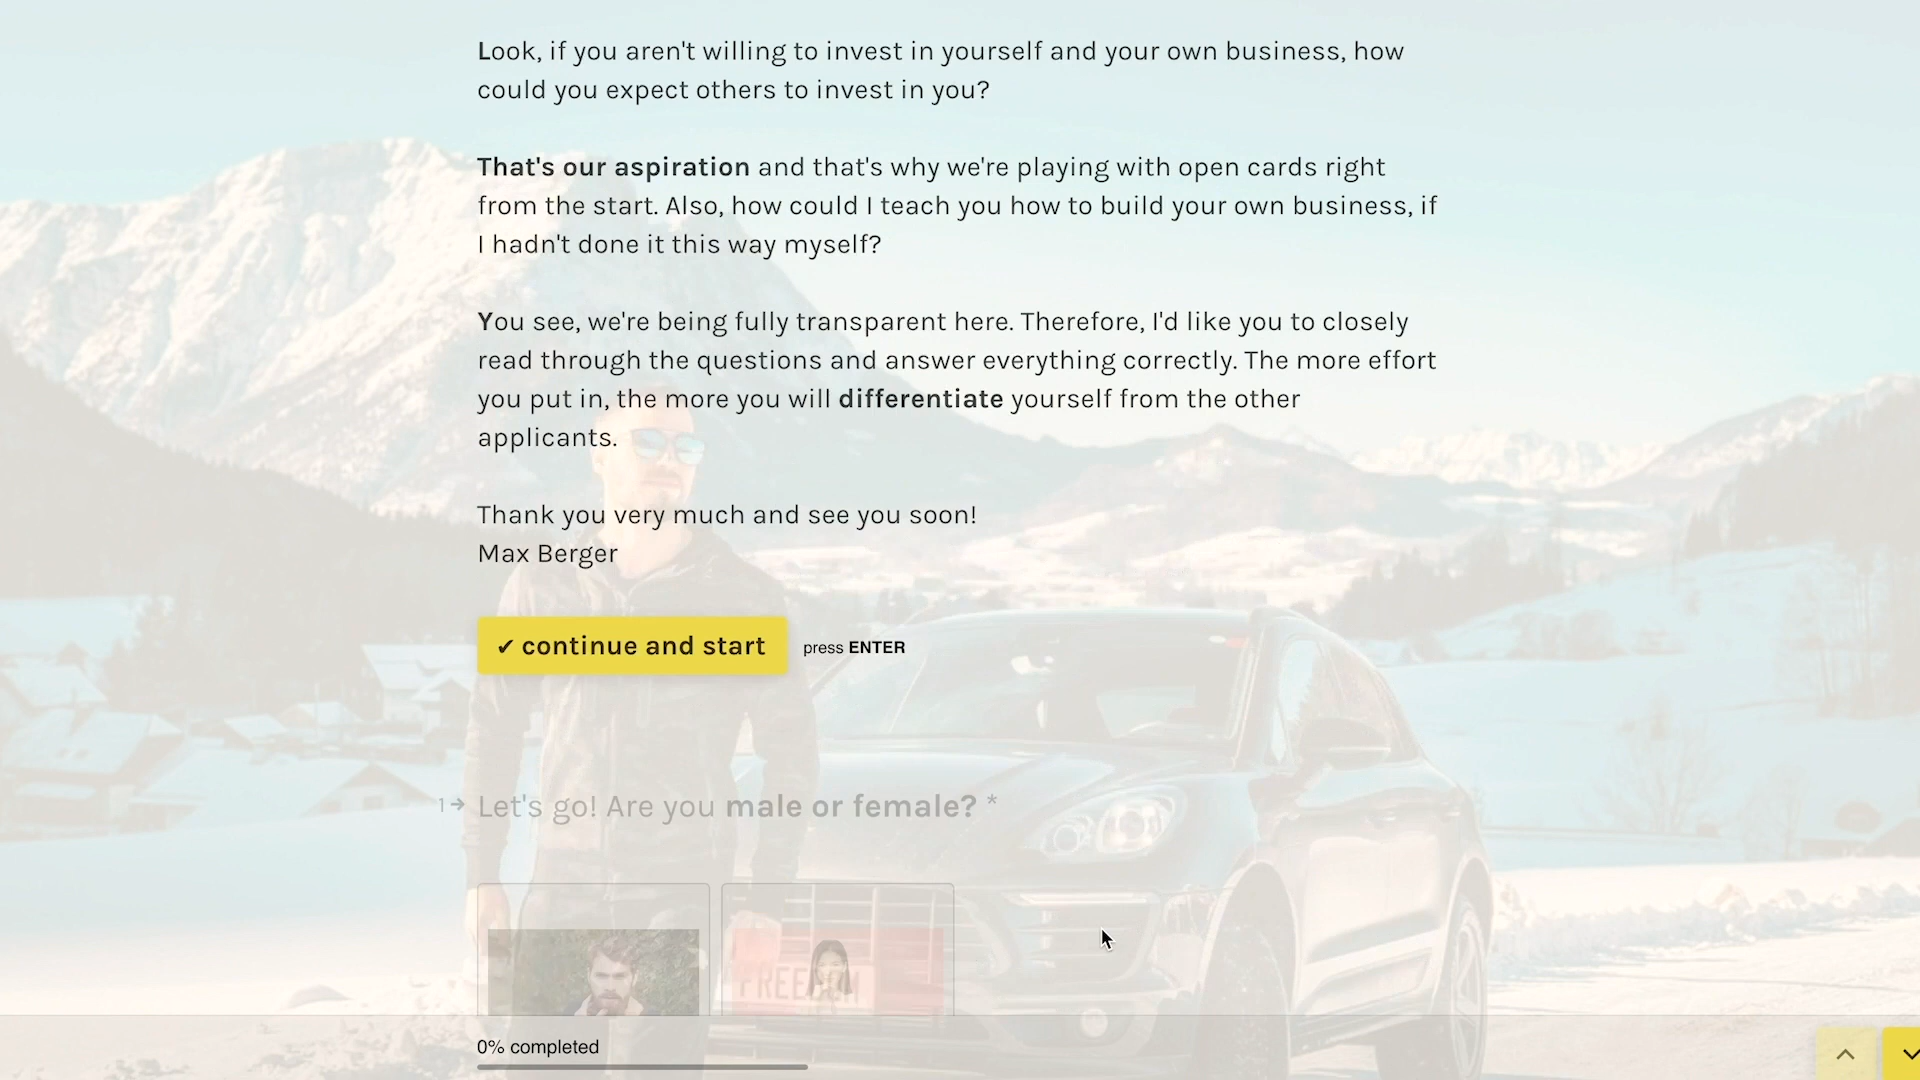 Look, if you aren't willing to invest in yourself and your own business, how
could you expect others to invest in you?
That's our aspiration and that's why we're playing with open cards right
from the start. Also, how could I teach you how to build your own business, if
I hadn't done it this way myself?
You see, we're being fully transparent here. Therefore, I'd like you to closely
read through the questions and answer everything correctly. The more effort
you put in, the more you will differentiate yourself from the other
applicants.
Thank you very much and see you soon!
Max Berger
✔ continue and start press ENTER
1→ Let's go! Are you male or female? *
FREEDOM
0% completed